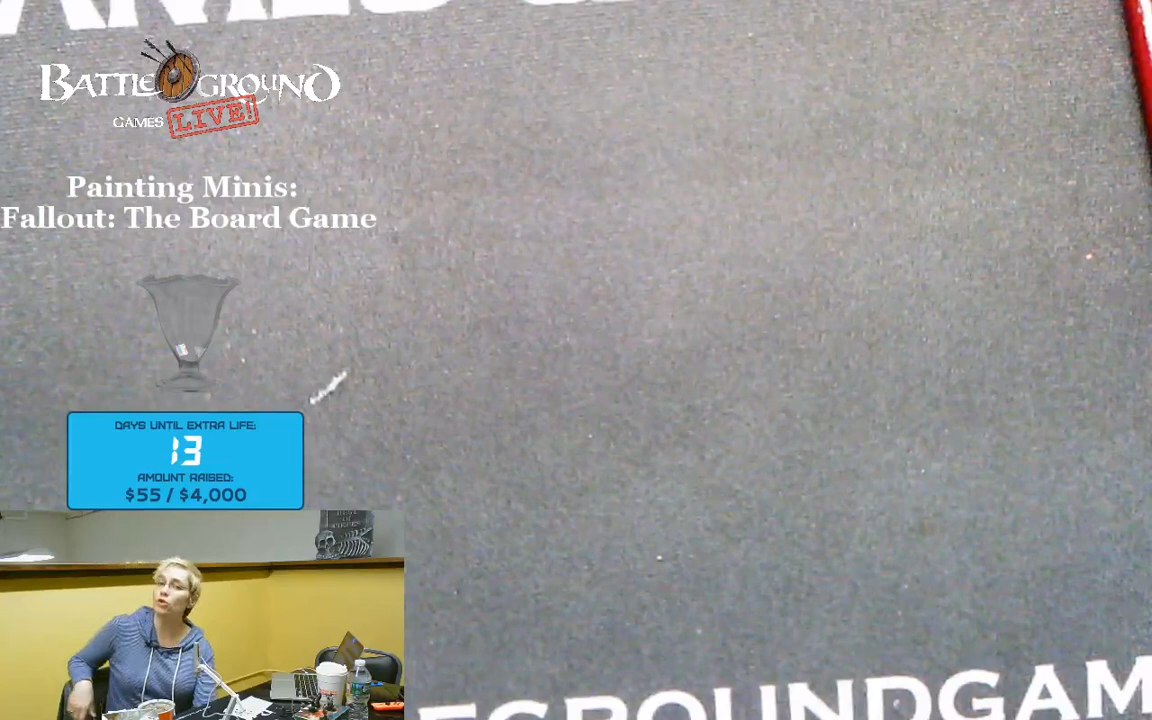 BATTLEGROUND
GAMES LIVE!
Painting Minis:
Fallout: The Board Game
DAYS UNTIL EXTRA LIFE:
13
AMOUNT RAISED:
$55 / $4,000
GROUNDGAM